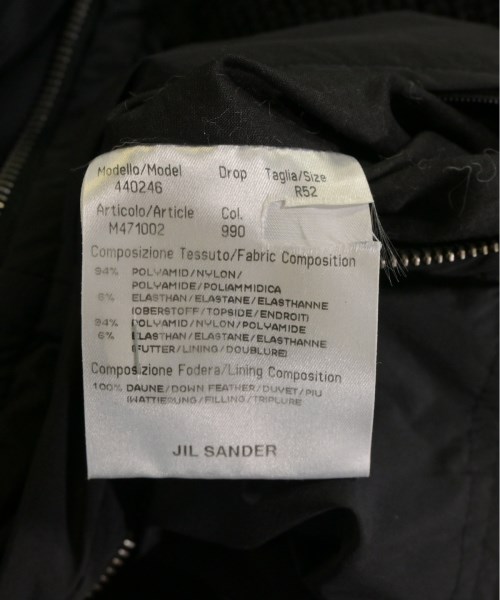 Modello/Model Drop Taglia/Size
440246 R52
Articolo/Article Col.
M471002 990
Composizione Tessuto/Fabric Composition
94% POLYAMID/NYLON/
POLYAMIDE/POLIAMMIDICA
6% ELASTHAN/ELASTANE/ELASTHANNE
(OBERSTOFF/TOPSIDE/ENDROIT)
94% POLYAMID/NYLON/POLYAMIDE
6% ELASTHAN/ELASTANE/ELASTHANNE
(FUTTER/LINING/DOUBLURE)
Composizione Fodera/Lining Composition
100% DAUNE/DOWN FEATHER/DUVET/PIU
(WATTIERUNG/FILLING/TRIPLURE
JIL SANDER